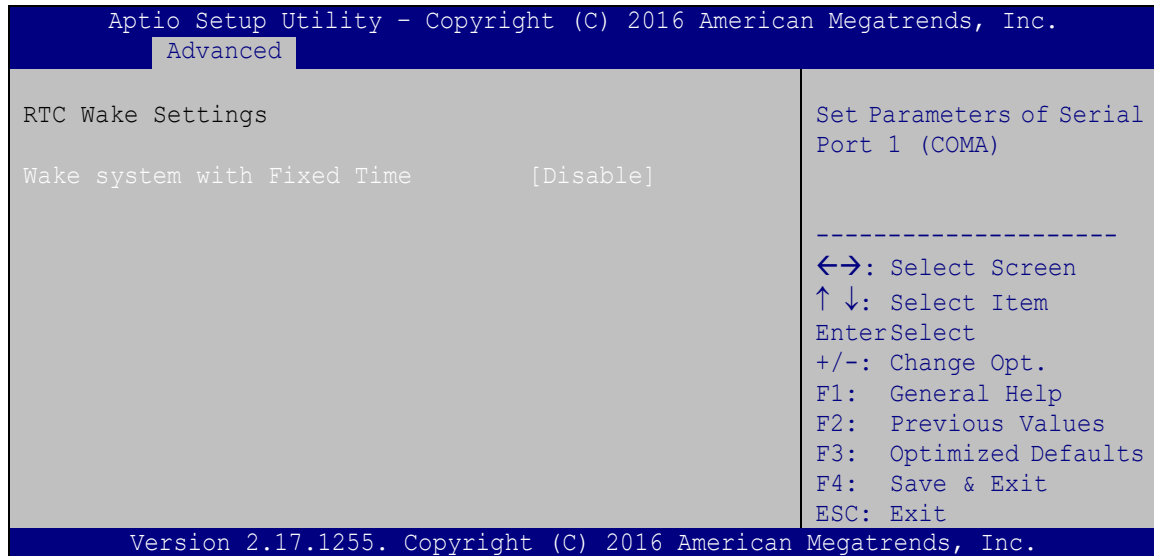 Aptio Setup Utility – Copyright (C) 2016 American Megatrends, Inc.
Advanced
RTC Wake Settings
Wake system with Fixed Time [Disable]
Set Parameters of Serial
Port 1 (COMA)
---------------------
←→: Select Screen
↑ ↓: Select Item
EnterSelect
+/-: Change Opt.
F1: General Help
F2: Previous Values
F3: Optimized Defaults
F4: Save & Exit
ESC: Exit
Version 2.17.1255. Copyright (C) 2016 American Megatrends, Inc.